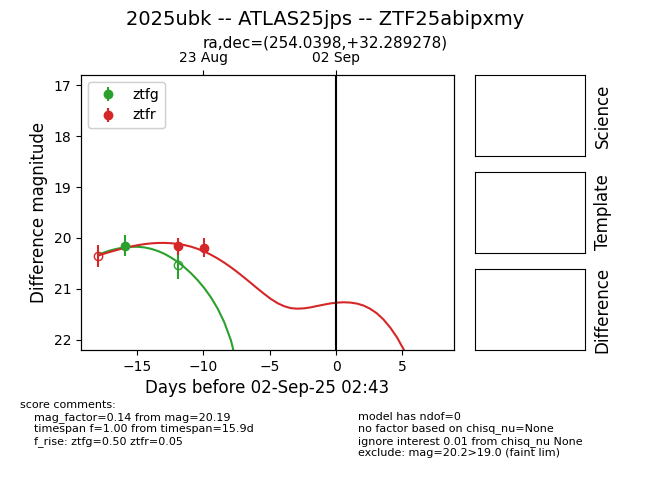 2025ubk -- ATLAS25jps -- ZTF25abipxmy
ra,dec=(254.0398,+32.289278)
23 Aug
02 Sep
ztfg
ztfr
17
18
19
20
21
22
Difference magnitude
−15
−10
−5
0
5
Days before 02-Sep-25 02:43
Science
Template
Difference
score comments:
mag_factor=0.14 from mag=20.19
timespan f=1.00 from timespan=15.9d
f_rise: ztfg=0.50 ztfr=0.05
model has ndof=0
no factor based on chisq_nu=None
ignore interest 0.01 from chisq_nu None
exclude: mag=20.2>19.0 (faint lim)